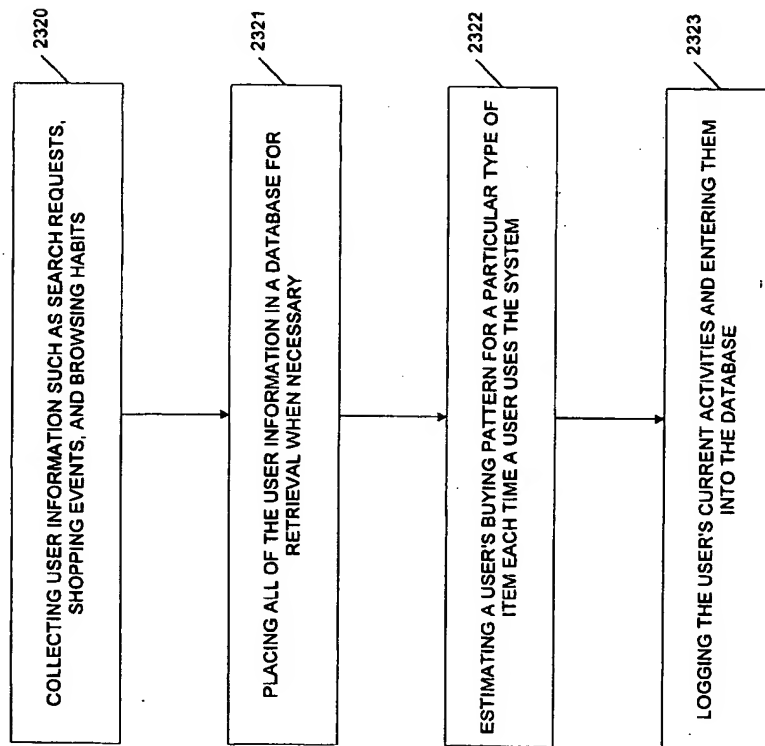 COLLECTING USER INFORMATION SUCH AS SEARCH REQUESTS,
SHOPPING EVENTS, AND BROWSING HABITS
2320
PLACING ALL OF THE USER INFORMATION IN A DATABASE FOR
RETRIEVAL WHEN NECESSARY
2321
ESTIMATING A USER'S BUYING PATTERN FOR A PARTICULAR TYPE OF
ITEM EACH TIME A USER USES THE SYSTEM
2322
LOGGING THE USER'S CURRENT ACTIVITIES AND ENTERING THEM
INTO THE DATABASE
2323